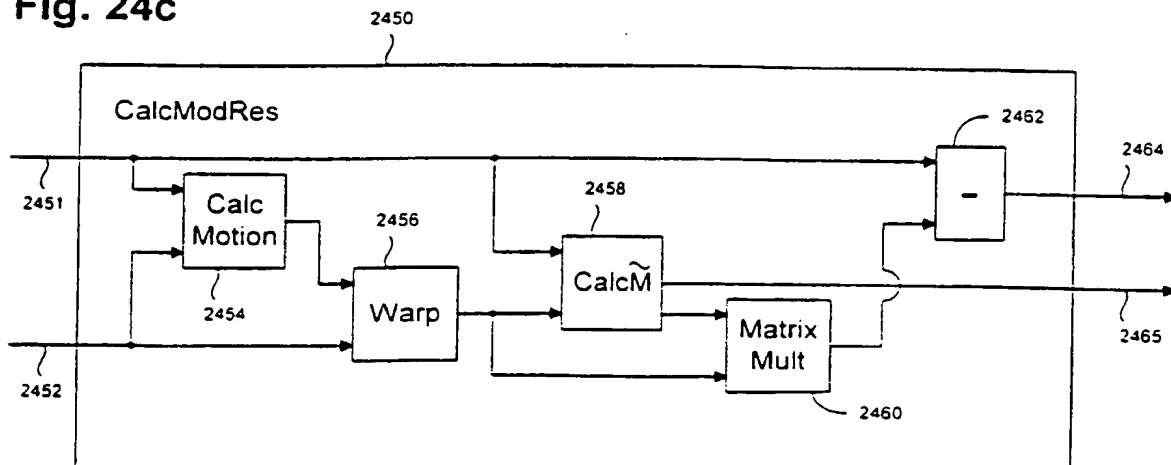 Fig. 24c
2450
CalcModRes
2462
2464
2451
Calc
Motion
2458
-
2456
CalcM̃
2454
Warp
Matrix
Mult
2465
2452
2460